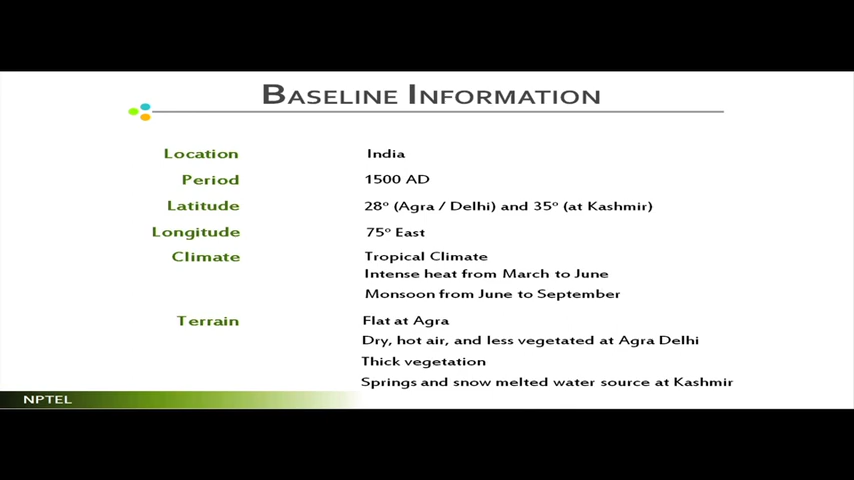 BASELINE INFORMATION
Location India
Period 1500 AD
Latitude 28º (Agra / Delhi) and 35º (at Kashmir)
Longitude 75º East
Climate Tropical Climate
Intense heat from March to June
Monsoon from June to September
Terrain Flat at Agra
Dry, hot air, and less vegetated at Agra Delhi
Thick vegetation
Springs and snow melted water source at Kashmir
NPTEL